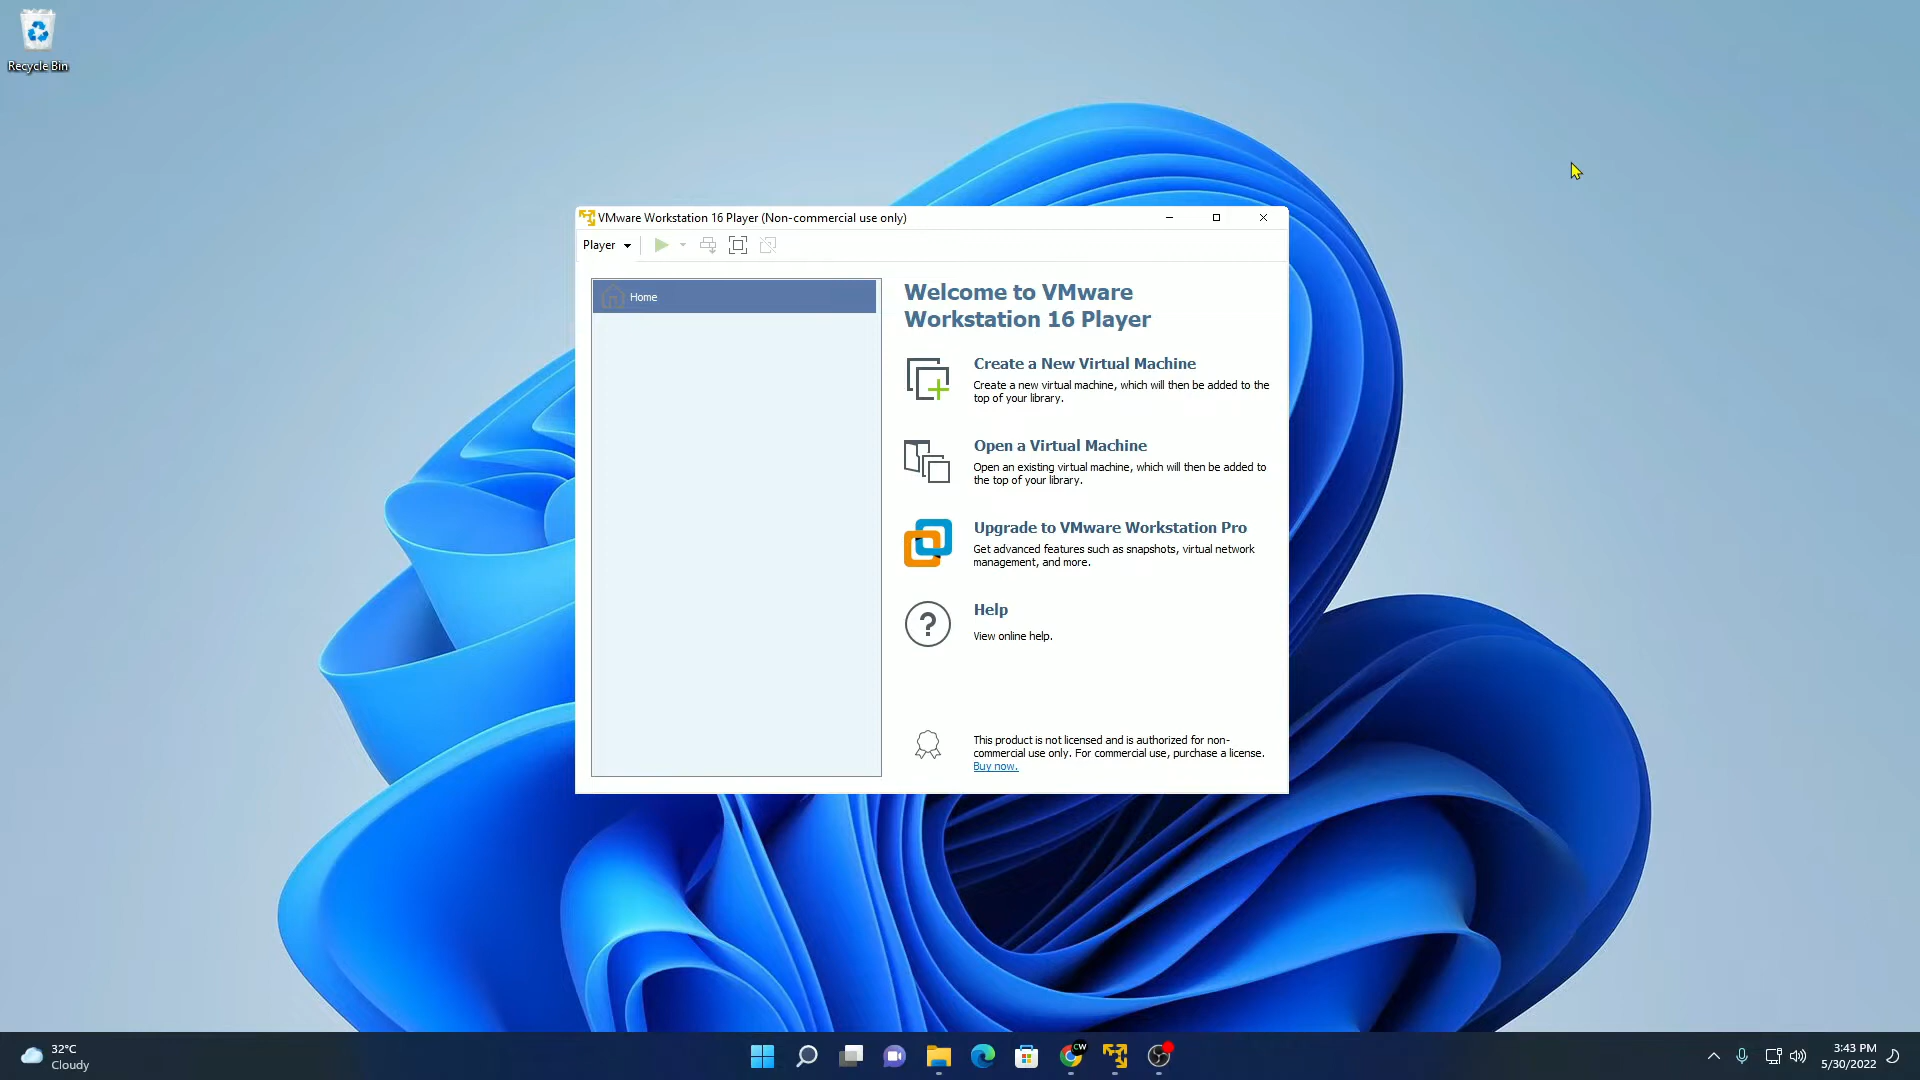 Recycle Bin
VMware Workstation 16 Player (Non-commercial use only)
Player
Home
Welcome to VMware
Workstation 16 Player
Create a New Virtual Machine
Create a new virtual machine, which will then be added to the
top of your library.
Open a Virtual Machine
Open an existing virtual machine, which will then be added to
the top of your library.
Upgrade to VMware Workstation Pro
Get advanced features such as snapshots, virtual network
management, and more.
?
Help
View online help.
This product is not licensed and is authorized for non-
commercial use only. For commercial use, purchase a license.
Buy now.
32°C
Cloudy
CW
3:43 PM
5/30/2022